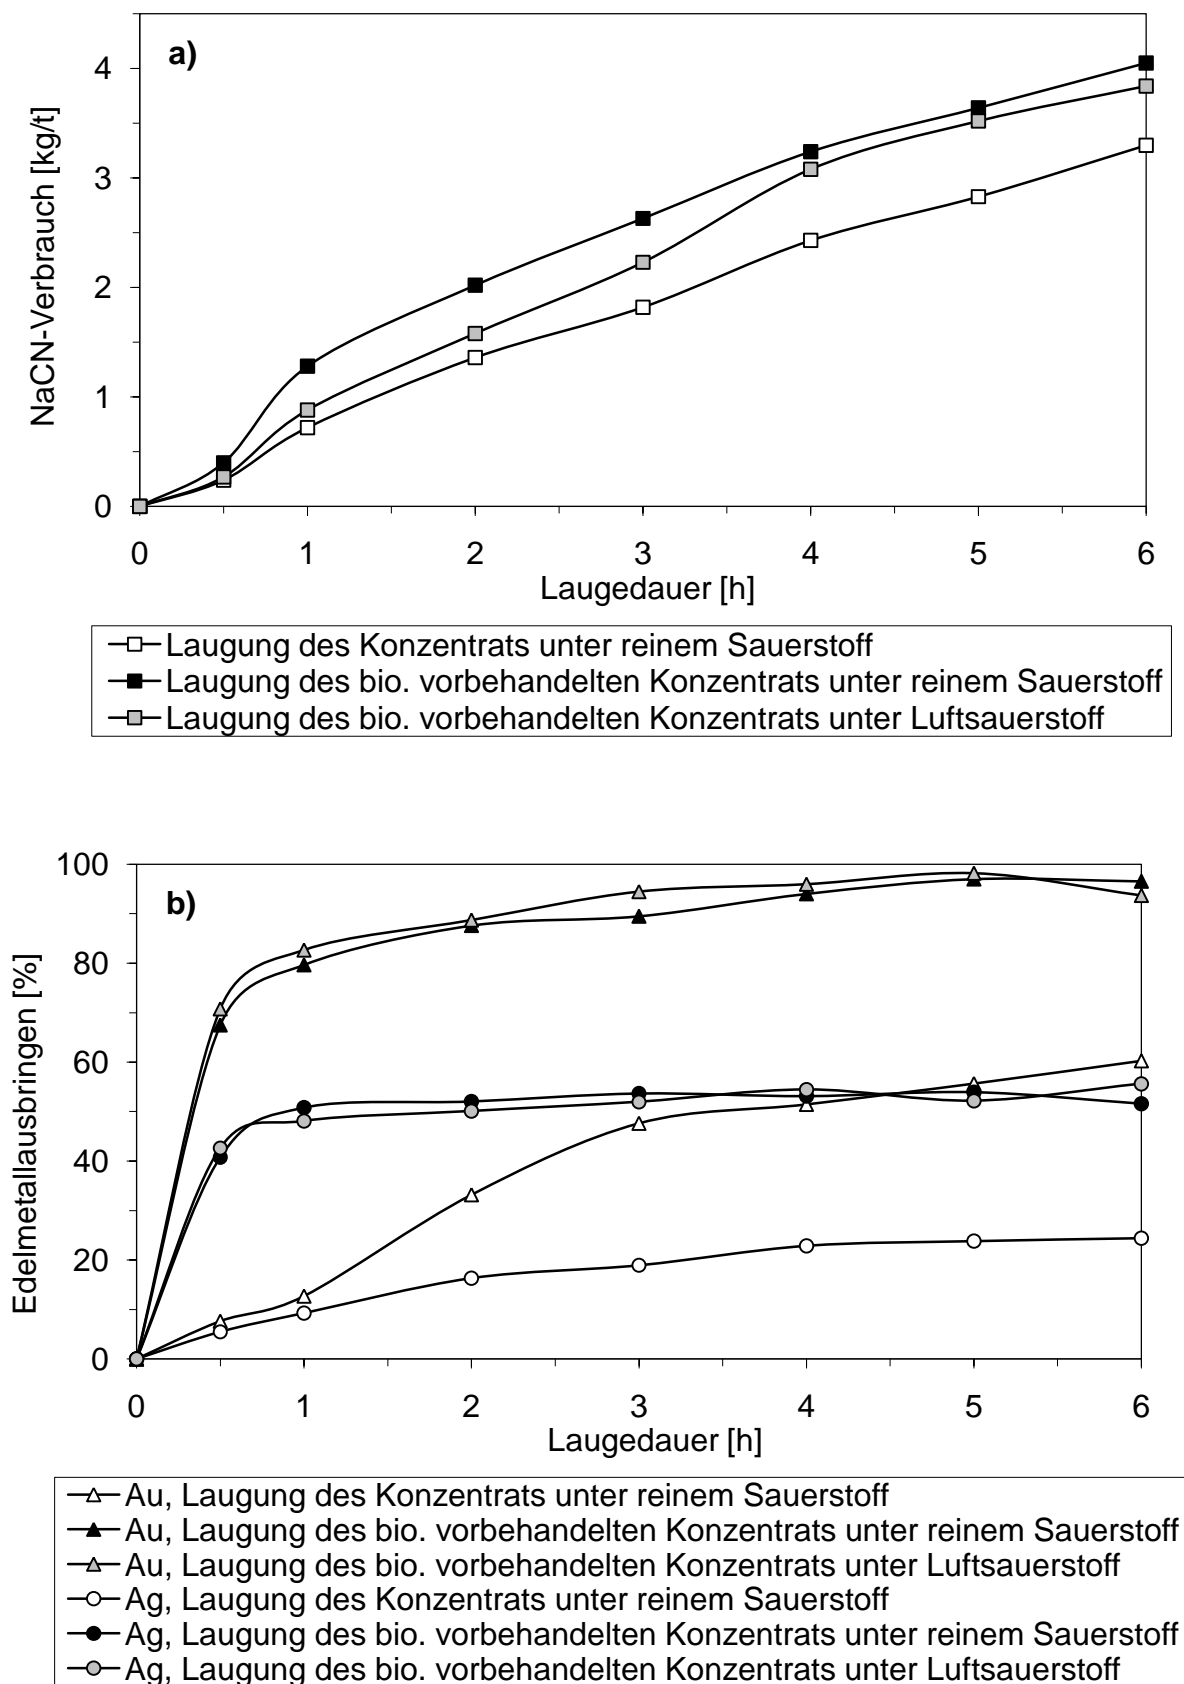 a)
4
3
2
1
0
NaCN-Verbrauch [kg/t]
0 1 2 3 4 5 6
Laugedauer [h]
Laugung des Konzentrats unter reinem Sauerstoff
Laugung des bio. vorbehandelten Konzentrats unter reinem Sauerstoff
Laugung des bio. vorbehandelten Konzentrats unter Luftsauerstoff
b)
100
80
60
40
20
0
Edelmetallausbringen [%]
0 1 2 3 4 5 6
Laugedauer [h]
Au, Laugung des Konzentrats unter reinem Sauerstoff
Au, Laugung des bio. vorbehandelten Konzentrats unter reinem Sauerstoff
Au, Laugung des bio. vorbehandelten Konzentrats unter Luftsauerstoff
Ag, Laugung des Konzentrats unter reinem Sauerstoff
Ag, Laugung des bio. vorbehandelten Konzentrats unter reinem Sauerstoff
Ag, Laugung des bio. vorbehandelten Konzentrats unter Luftsauerstoff